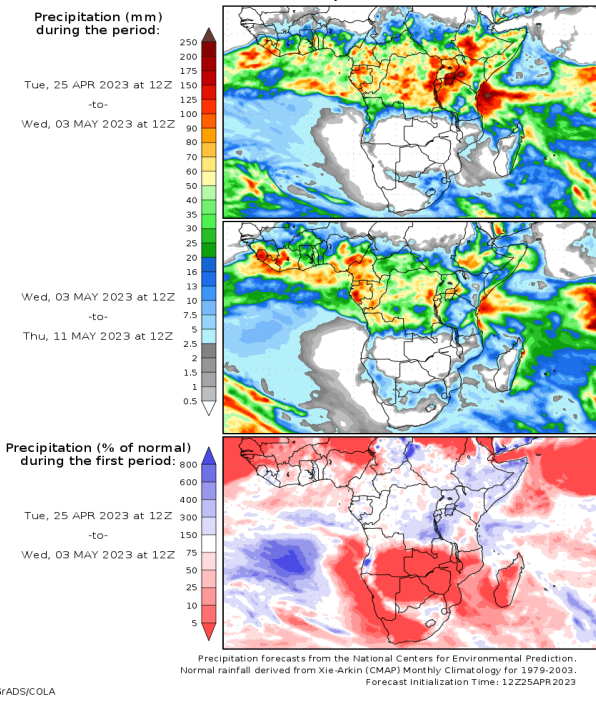 Precipitation (mm)
during the period:
250
200
175
150
125
100
90
80
70
60
50
40
35
30
25
20
16
13
10
7.5
5
2.5
2
1.5
1
0.5
Tue, 25 APR 2023 at 12Z
-to-
Wed, 03 MAY 2023 at 12Z
Wed, 03 MAY 2023 at 12Z
-to-
Thu, 11 MAY 2023 at 12Z
Precipitation (% of normal)
during the first period:
800
600
400
300
150
75
50
25
10
5
Tue, 25 APR 2023 at 12Z
-to-
Wed, 03 MAY 2023 at 12Z
Precipitation forecasts from the National Centers for Environmental Prediction.
Normal rainfall derived from Xie-Arkin (CMAP) Monthly Climatology for 1979-2003.
Forecast Initialization Time: 12Z25APR2023
GrADS/COLA